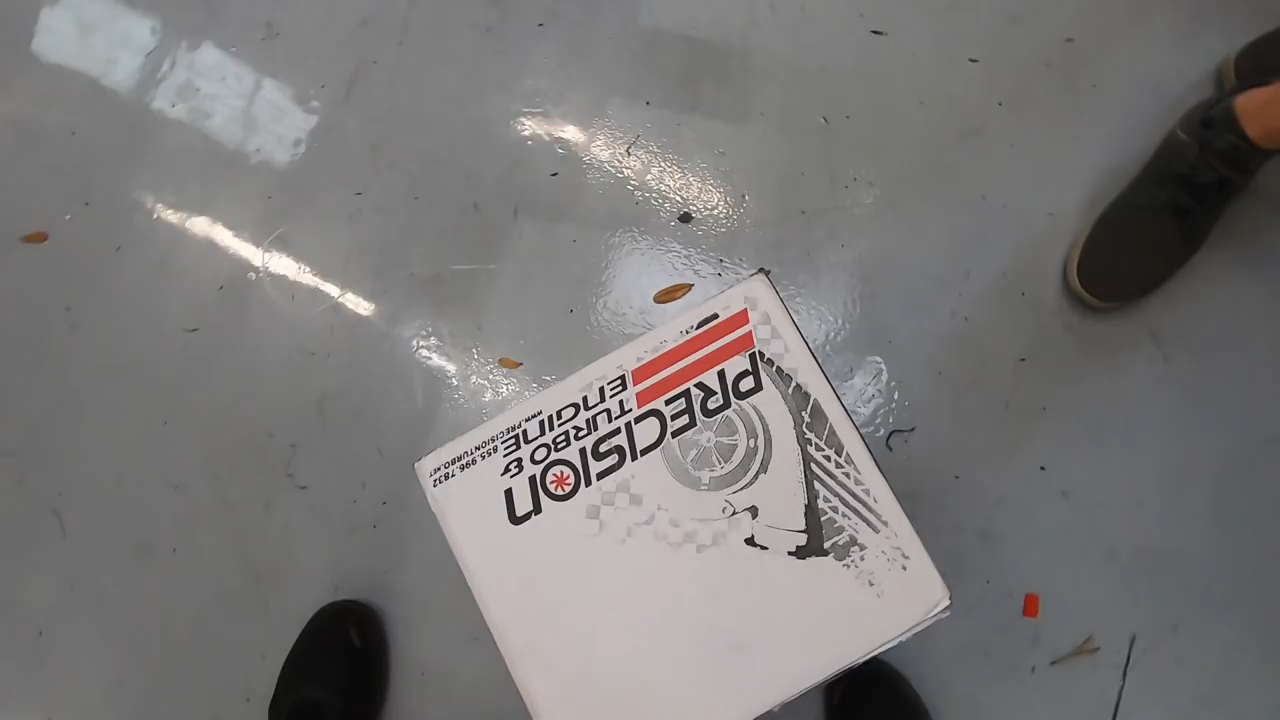 PRECISION
TURBO &
ENGINE
855.996.7832
www.PRECISIONTURBO.NET